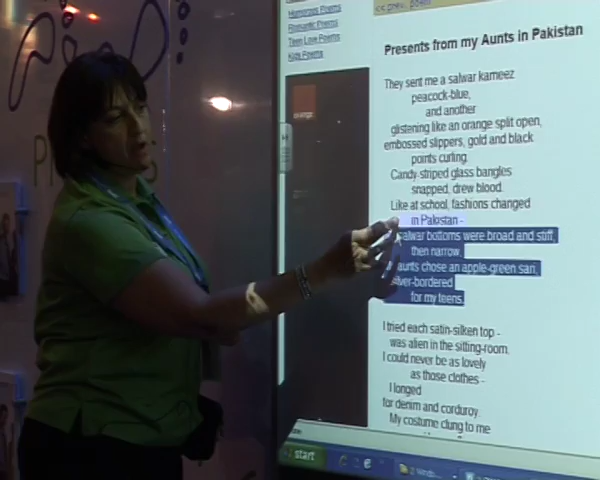 Humorous Poems
Romantic Poems
Teen Love Poems
Kids Poems
<< prev. poem
Presents from my Aunts in Pakistan
They sent me a salwar kameez
peacock-blue,
and another
glistening like an orange split open,
embossed slippers, gold and black
points curling.
Candy-striped glass bangles
snapped, drew blood.
Like at school, fashions changed
in Pakistan -
salwar bottoms were broad and stiff,
then narrow.
aunts chose an apple-green sari,
silver-bordered
for my teens.
I tried each satin-silken top -
was alien in the sitting-room.
I could never be as lovely
as those clothes -
I longed
for denim and corduroy.
My costume clung to me
orange
start